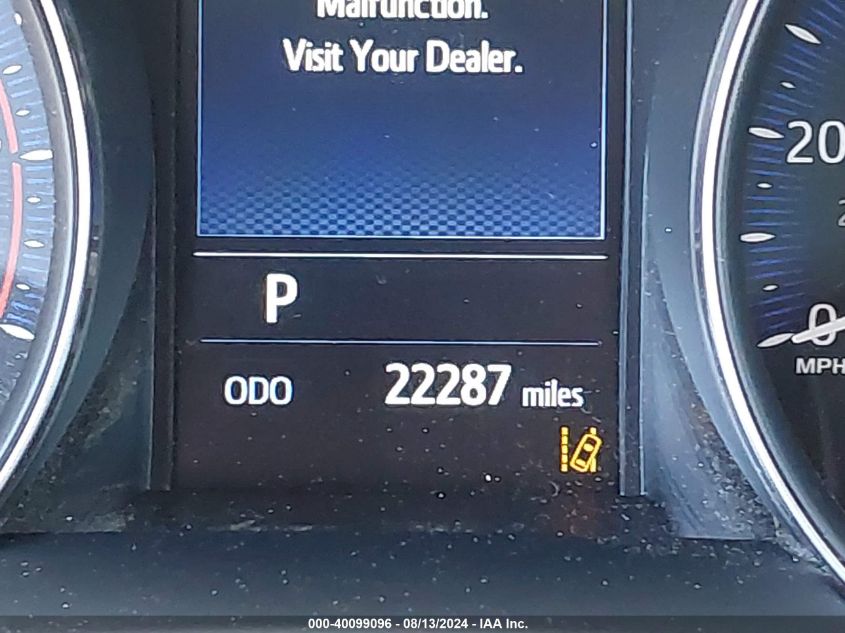 Malfunction.
Visit Your Dealer.
20
P
0
MPH
ODO 22287 miles
000-40099096 - 08/13/2024 - IAA Inc.